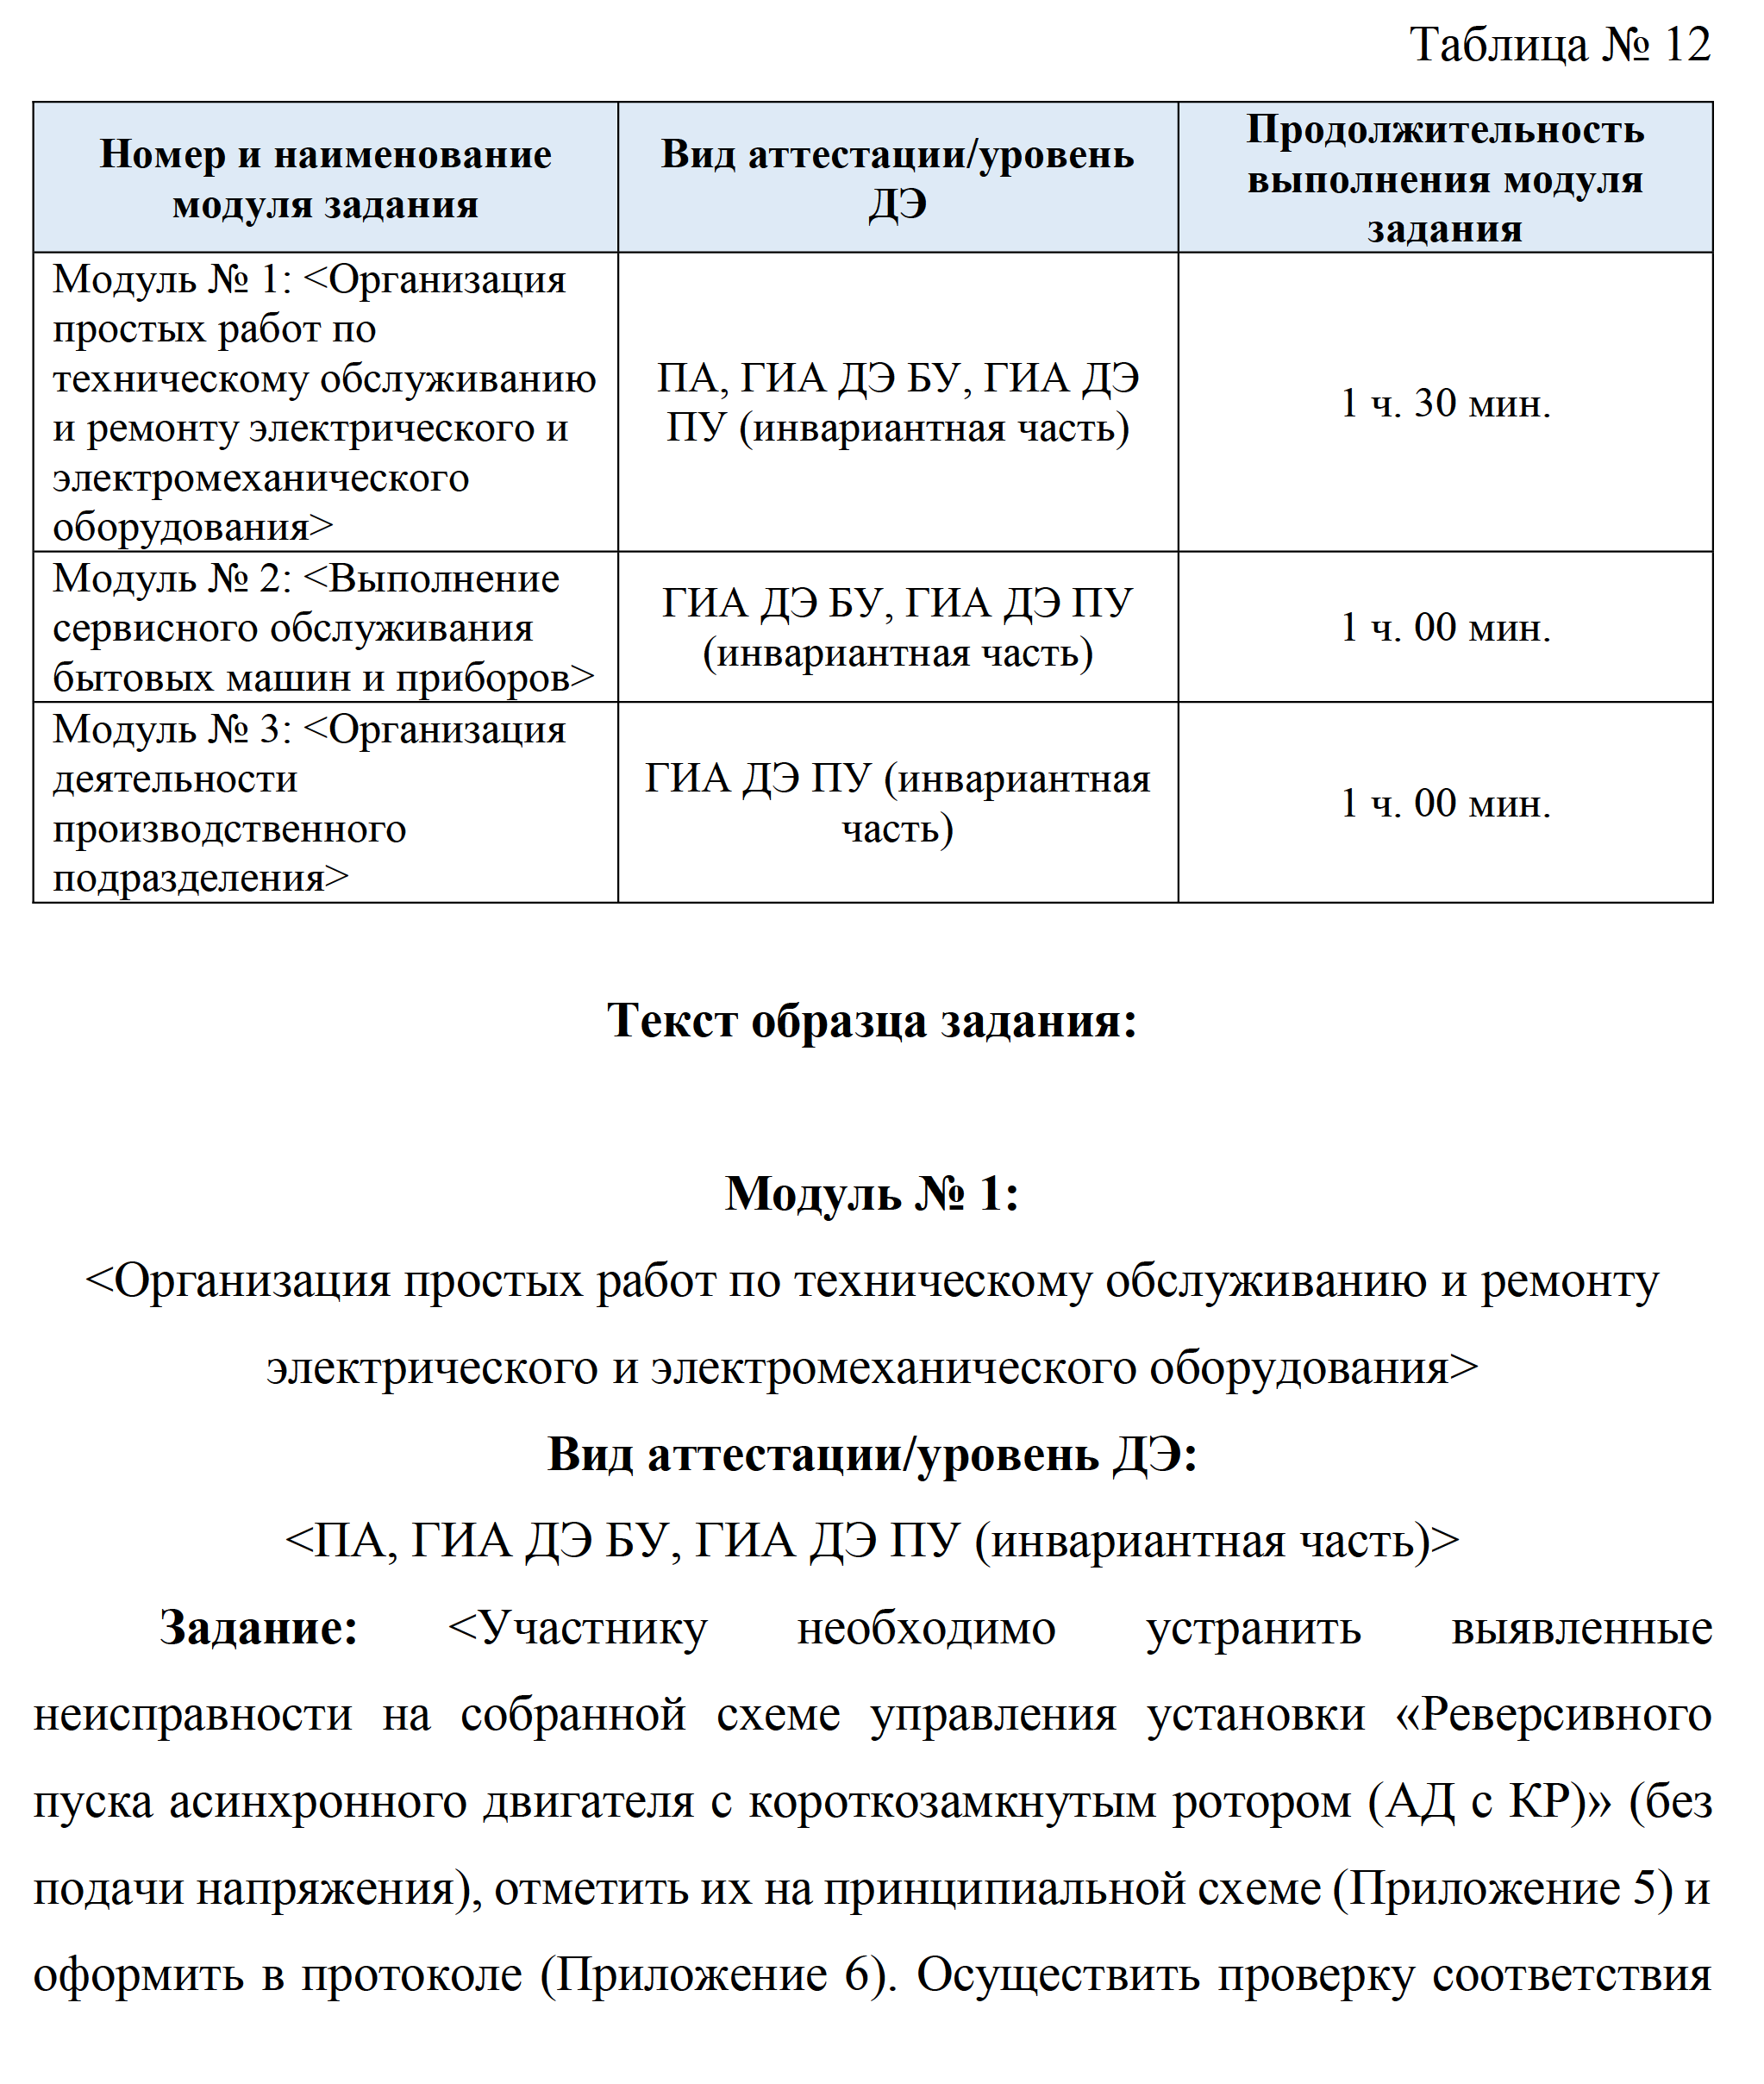 Таблица № 12
Номер и наименование
модуля задания
Вид аттестации/уровень
ДЭ
Продолжительность
выполнения модуля
задания
Модуль № 1: <Организация
простых работ по
техническому обслуживанию
и ремонту электрического и
электромеханического
оборудования>
ПА, ГИА ДЭ БУ, ГИА ДЭ
ПУ (инвариантная часть)
1 ч. 30 мин.
Модуль № 2: <Выполнение
сервисного обслуживания
бытовых машин и приборов>
ГИА ДЭ БУ, ГИА ДЭ ПУ
(инвариантная часть)
1 ч. 00 мин.
Модуль № 3: <Организация
деятельности
производственного
подразделения>
ГИА ДЭ ПУ (инвариантная
часть)
1 ч. 00 мин.
Текст образца задания:
Модуль № 1:
<Организация простых работ по техническому обслуживанию и ремонту
электрического и электромеханического оборудования>
Вид аттестации/уровень ДЭ:
<ПА, ГИА ДЭ БУ, ГИА ДЭ ПУ (инвариантная часть)>
Задание: <Участнику необходимо устранить выявленные
неисправности на собранной схеме управления установки «Реверсивного
пуска асинхронного двигателя с короткозамкнутым ротором (АД с КР)» (без
подачи напряжения), отметить их на принципиальной схеме (Приложение 5) и
оформить в протоколе (Приложение 6). Осуществить проверку соответствия